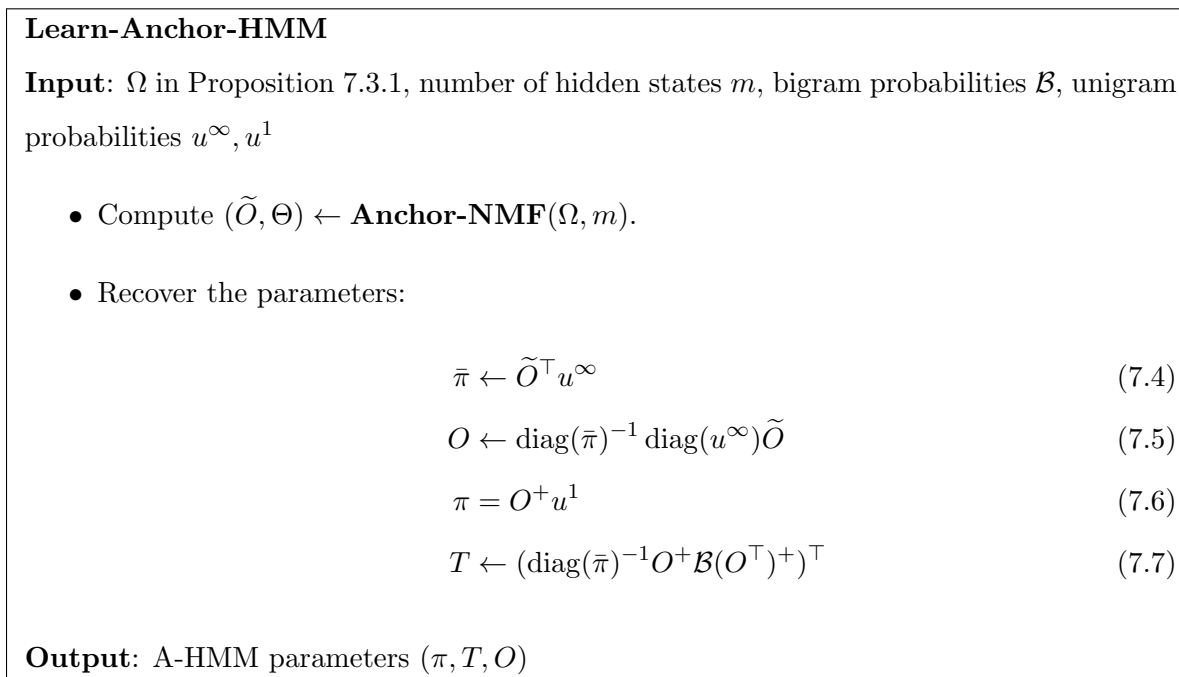 Learn-Anchor-HMM
Input: Ω in Proposition 7.3.1, number of hidden states m, bigram probabilities ℬ, unigram
probabilities u^∞, u^1
• Compute (Õ, Θ) ← Anchor-NMF(Ω, m).
• Recover the parameters:
π̄ ← Õ^⊤ u^∞ (7.4)
O ← diag(π̄)^{-1} diag(u^∞)Õ (7.5)
π = O^+ u^1 (7.6)
T ← (diag(π̄)^{-1} O^+ ℬ(O^⊤)^+)^⊤ (7.7)
Output: A-HMM parameters (π, T, O)